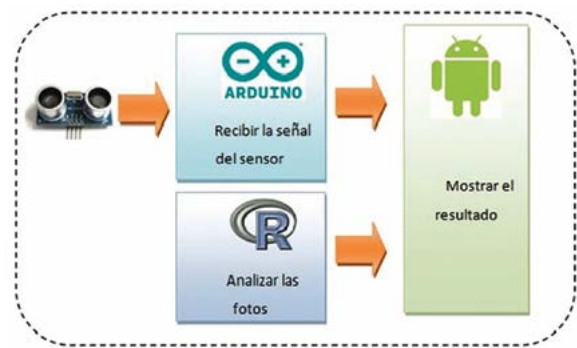 ARDUINO
Recibir la señal
del sensor
R
Analizar las
fotos
Mostrar el
resultado